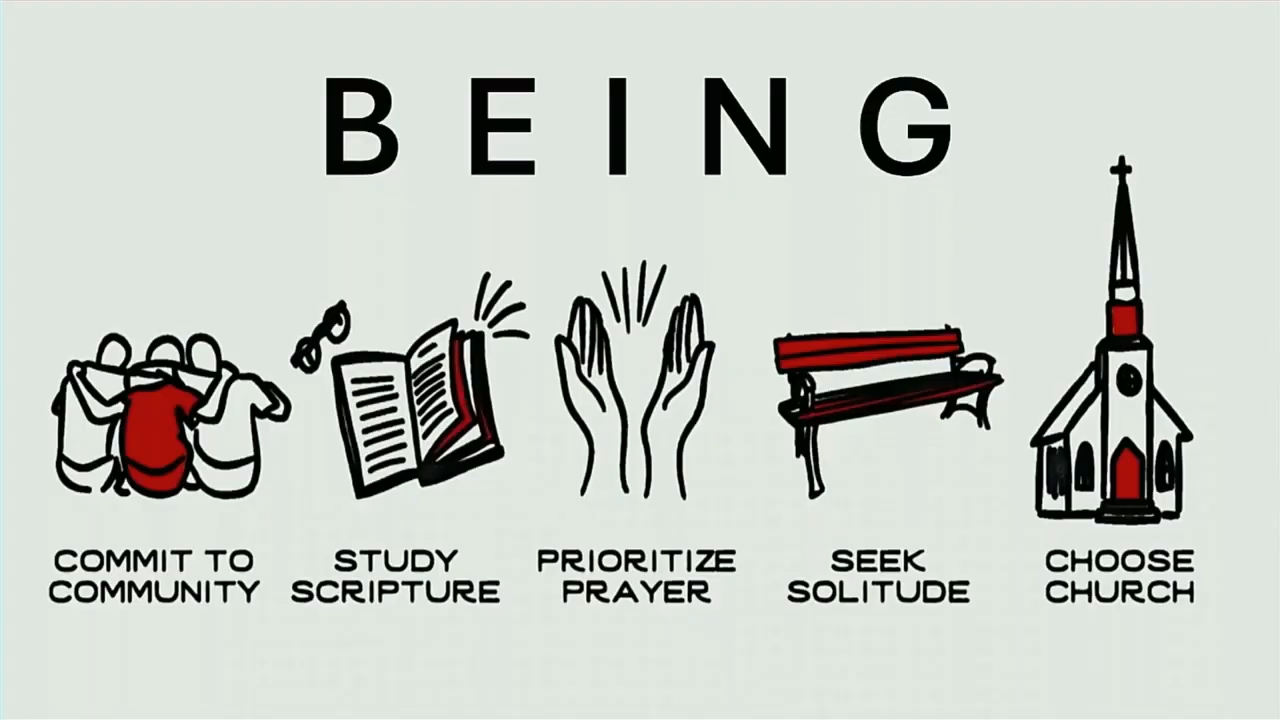 BEING
COMMIT TO
COMMUNITY
STUDY
SCRIPTURE
PRIORITIZE
PRAYER
SEEK
SOLITUDE
CHOOSE
CHURCH